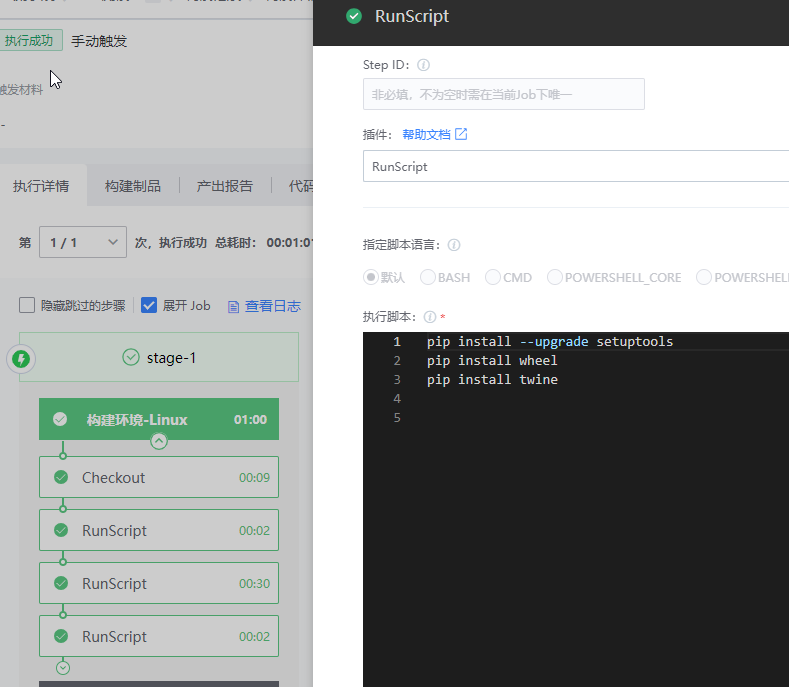 RunScript
执行成功 手动触发
触发材料
-
执行详情 构建制品 产出报告 代码
第 1 / 1 次，执行成功 总耗时： 00:01:01
隐藏跳过的步骤 展开 Job 查看日志
stage-1
构建环境-Linux 01:00
Checkout 00:09
RunScript 00:02
RunScript 00:30
RunScript 00:02
Step ID：
非必填，不为空时需在当前Job下唯一
插件： 帮助文档
RunScript
指定脚本语言：
默认 BASH CMD POWERSHELL_CORE POWERSHELL
执行脚本： *
1 pip install --upgrade setuptools
2 pip install wheel
3 pip install twine
4
5